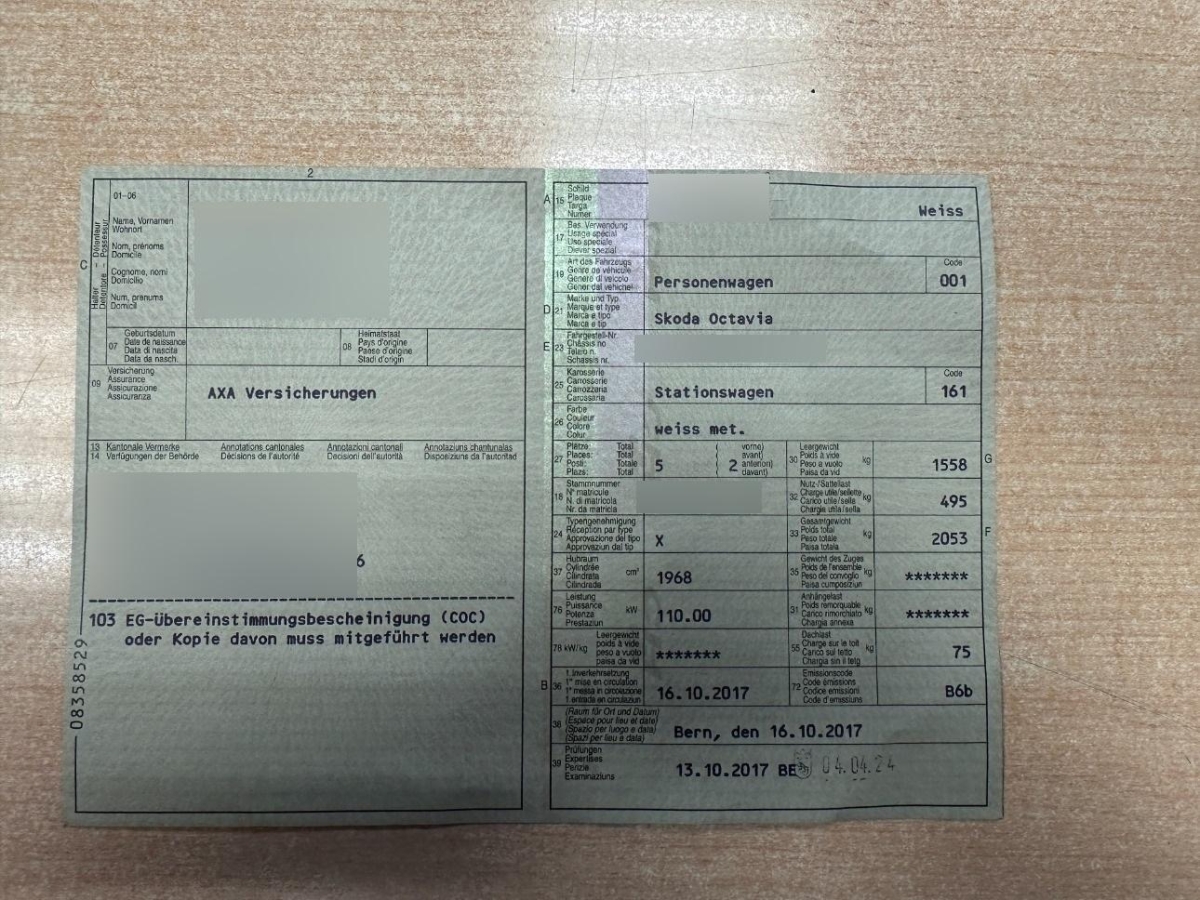 2
01-06
Name, Vornamen
Wohnort
Nom, prénoms
Domicile
Cognome, nomi
Domicilio
Num, prenums
Domicil
C
Halter - Détenteur
Detentore - Possessur
07
Geburtsdatum
Date de naissance
Data di nascita
Data da nasch.
08
Heimatstaat
Pays d'origine
Paese d'origine
Stadi d'origin
09
Versicherung
Assurance
Assicurazione
Assicuranza
AXA Versicherungen
13 Kantonale Vermerke Annotations cantonales Annotazioni cantonali Annotaziuns chantunalas
14 Verfügungen der Behörde Décisions de l'autorité Decisioni dell'autorità Disposiziuns da l'autoritad
6
103 EG-Übereinstimmungsbescheinigung (COC)
oder Kopie davon muss mitgeführt werden
08358529
A 15
Schild
Plaque
Targa
Numer
Weiss
17
Bes. Verwendung
Usage spécial
Uso speciale
Diever spezial
19
Art des Fahrzeugs
Genre de véhicule
Genere di veicolo
Gener dal vehichel
Personenwagen
Code
001
D 21
Marke und Typ
Marque et type
Marca e tipo
Marca e tip
Skoda Octavia
E 23
Fahrgestell-Nr.
Châssis no
Telaio n.
Schassis nr.
25
Karosserie
Carrosserie
Carrozzeria
Carossaria
Stationswagen
Code
161
26
Farbe
Couleur
Colore
Colur
weiss met.
27
Plätze: Total
Places: Total
Posti: Totale
Plazs: Total
5
2
vorne)
avant)
anteriori)
davant)
30
Leergewicht
Poids à vide
Peso a vuoto
Paisa da vid
kg
1558
G
18
Stammnummer
N° matricule
N. di matricola
Nr. da matricla
32
Nutz-/Sattellast
Charge utile/sellette
Carico utile/sella
Chargia utila/sella
kg
495
24
Typengenehmigung
Réception par type
Approvazione del tipo
Approvaziun dal tip
X
33
Gesamtgewicht
Poids total
Peso totale
Paisa totala
kg
2053
F
37
Hubraum
Cylindrée
Cilindrata
Cilindrada
cm³
1968
35
Gewicht des Zuges
Poids de l'ensemble
Peso del convoglio
Paisa cumposiziun
kg
*******
76
Leistung
Puissance
Potenza
Prestaziun
kW
110.00
31
Anhängelast
Poids remorquable
Carico rimorchiato
Chargia annexa
kg
*******
78 kW/kg
Leergewicht
poids à vide
peso a vuoto
paisa da vid
*******
55
Dachlast
Charge sur le toit
Carico sul tetto
Chargia sin il tetg
kg
75
B 36
1. Inverkehrsetzung
1re mise en circulation
1a messa in circolazione
1. entrada en circulaziun
16.10.2017
72
Emissionscode
Code émissions
Codice emissioni
Code d'emissiuns
B6b
38
(Raum für Ort und Datum)
(Espace pour lieu et date)
(Spazio per luogo e data)
(Spazi per lieu e data)
Bern, den 16.10.2017
39
Prüfungen
Expertises
Perizie
Examinaziuns
13.10.2017 BE
04.04.24